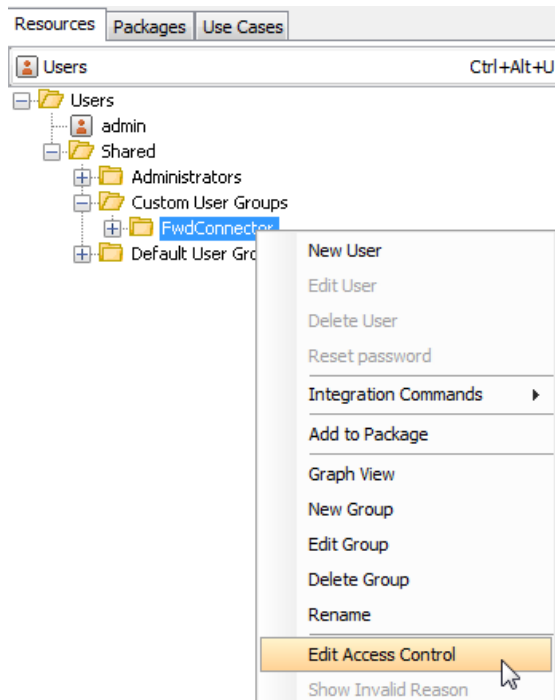 Resources Packages Use Cases
Users Ctrl+Alt+U
Users
admin
Shared
Administrators
Custom User Groups
FwdConnector
Default User Gro
New User
Edit User
Delete User
Reset password
Integration Commands
Add to Package
Graph View
New Group
Edit Group
Delete Group
Rename
Edit Access Control
Show Invalid Reason